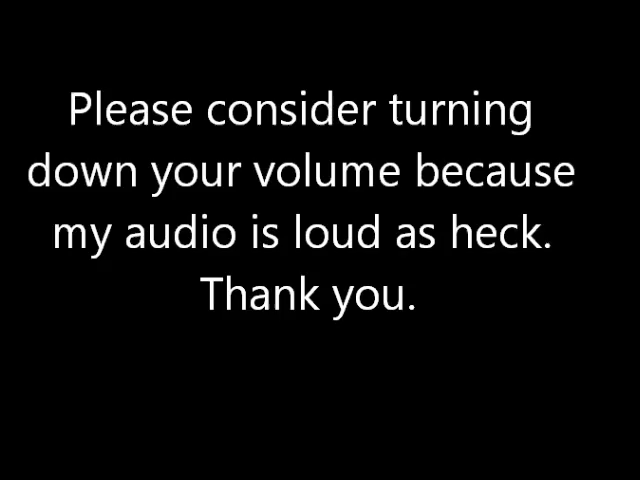 Please consider turning
down your volume because
my audio is loud as heck.
Thank you.